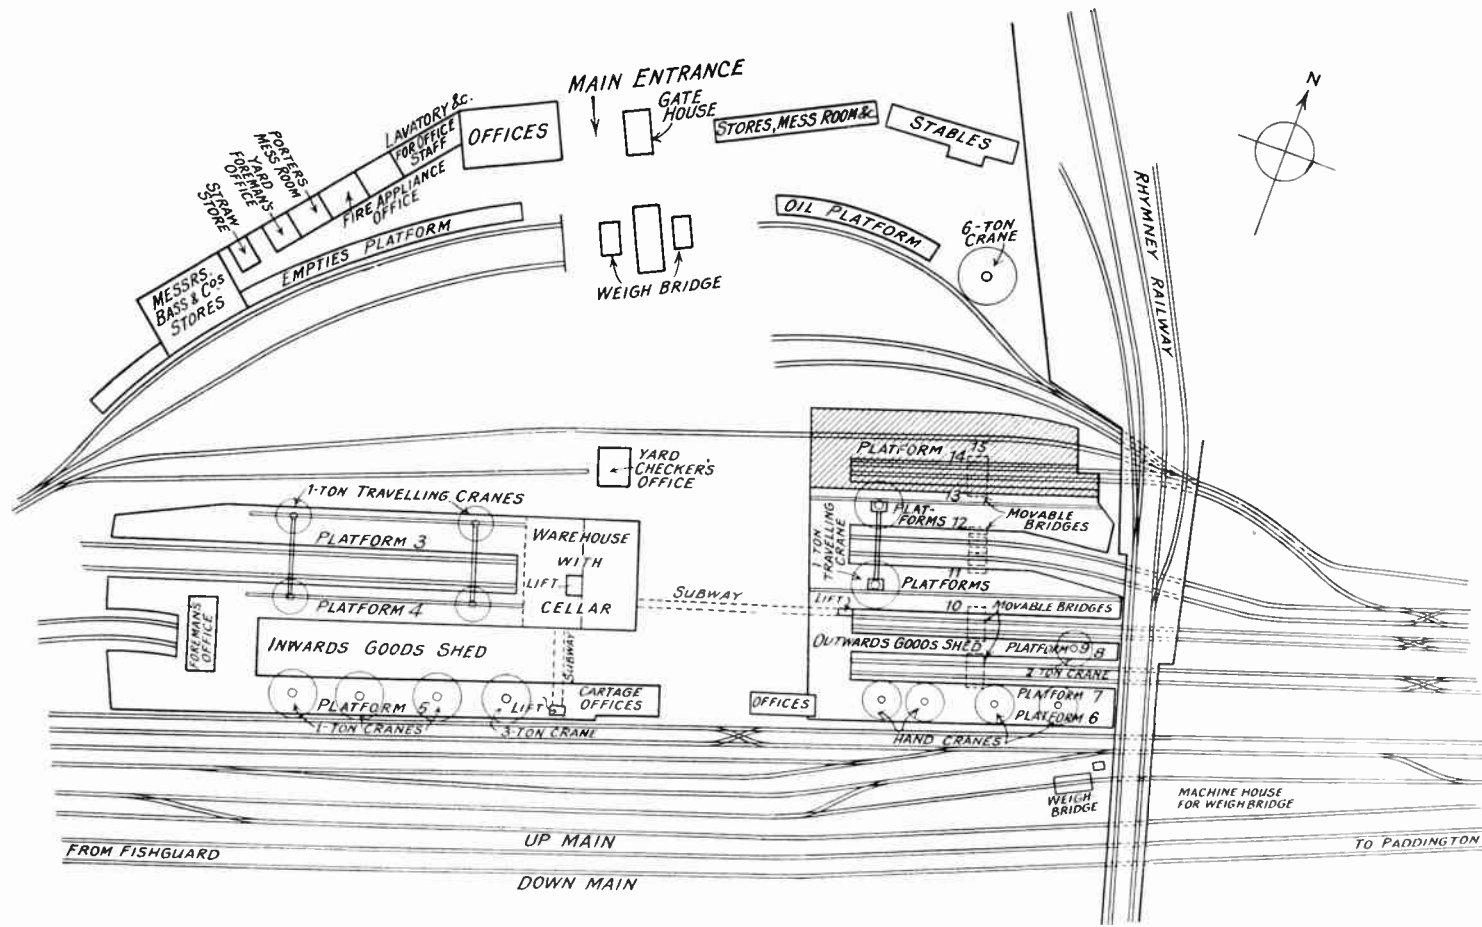 MAIN ENTRANCE
GATE
HOUSE
N
LAVATORY &c.
FOR OFFICE
STAFF
OFFICES
STORES, MESS ROOM &c
STABLES
PORTERS
MESS ROOM
YARD
FOREMAN'S
OFFICE
STRAW
STORE
FIRE APPLIANCE
OFFICE
EMPTIES PLATFORM
MESSRS.
BASS & COS
STORES
WEIGH BRIDGE
OIL PLATFORM
6-TON
CRANE
RHYMNEY RAILWAY
YARD
CHECKER'S
OFFICE
1-TON TRAVELLING CRANES
PLATFORM 3
PLATFORM 4
WAREHOUSE
WITH
LIFT
CELLAR
SUBWAY
FOREMANS
OFFICE
INWARDS GOODS SHED
SUBWAY
PLATFORM 5
LIFT
CARTAGE
OFFICES
1-TON CRANES
3-TON CRANE
PLATFORM
15
14
13
PLAT-
FORMS 12
MOVABLE
BRIDGES
1-TON
TRAVELLING
CRANE
11
PLATFORMS
LIFT
10
MOVABLE BRIDGES
OUTWARDS GOODS SHED
PLATFORM 9
8
2-TON CRANE
OFFICES
PLATFORM 7
PLATFORM 6
HAND CRANES
WEIGH
BRIDGE
MACHINE HOUSE
FOR WEIGHBRIDGE
UP MAIN
FROM FISHGUARD
TO PADDINGTON
DOWN MAIN